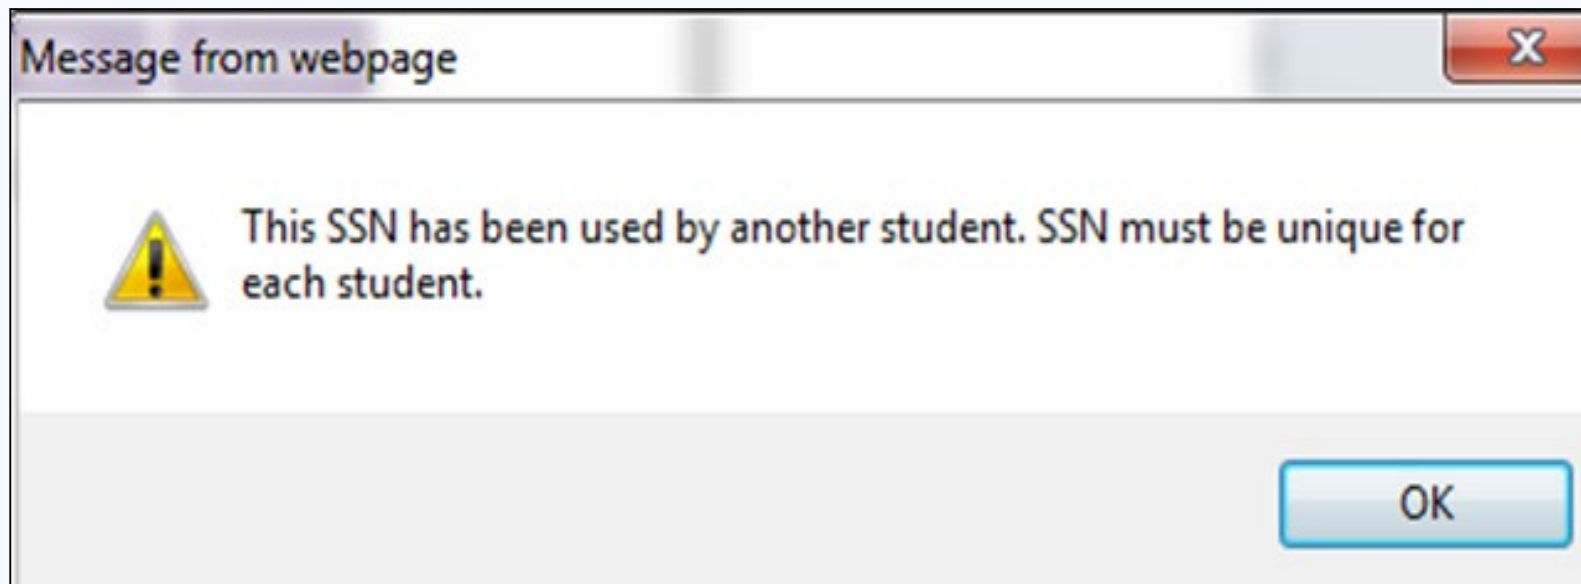 Message from webpage
This SSN has been used by another student. SSN must be unique for
each student.
OK